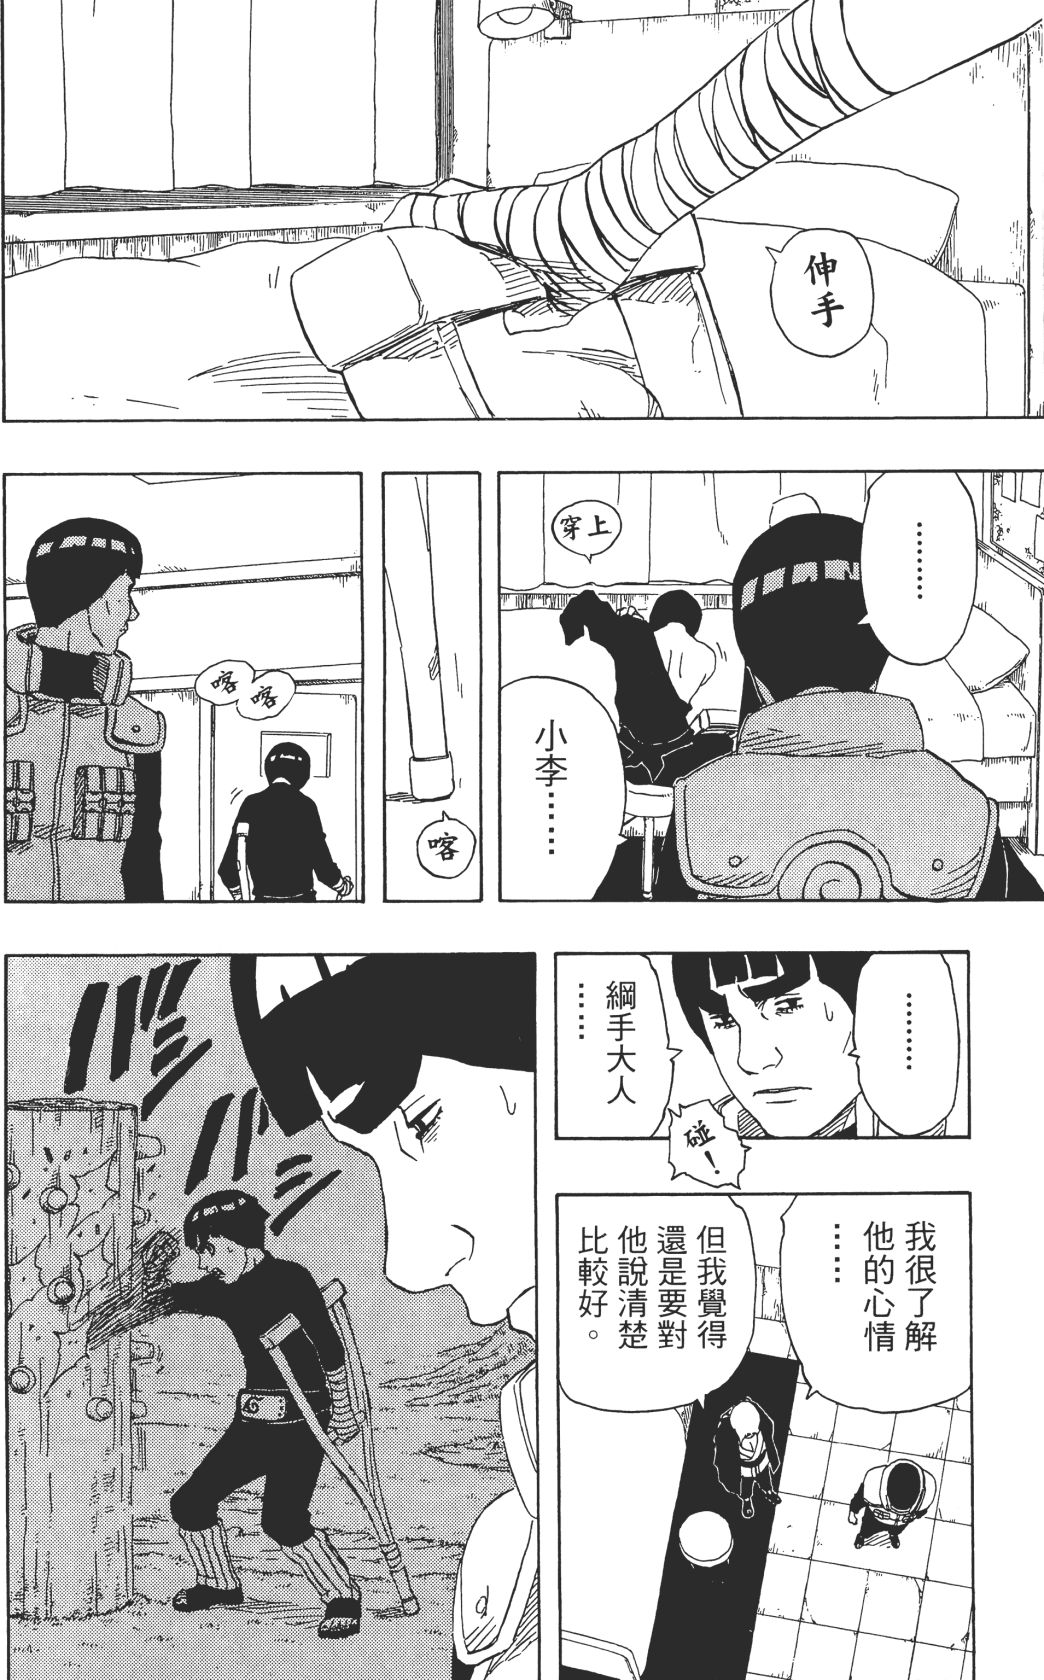 伸手
………
穿上
小李……
喀
喀喀
………
綱手大人
……
碰！
我很了解
他的心情
……
但我覺得
還是要對
他說清楚
比較好。